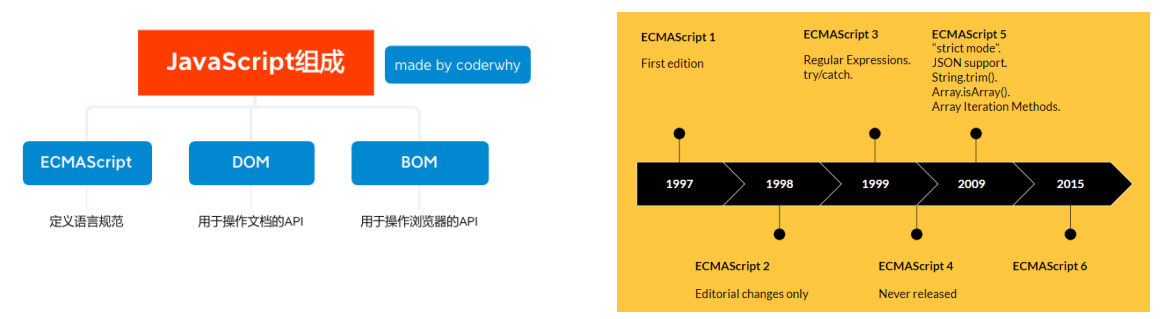 JavaScript组成
made by coderwhy
ECMAScript
DOM
BOM
定义语言规范
用于操作文档的API
用于操作浏览器的API
ECMAScript 1
First edition
ECMAScript 3
Regular Expressions.
try/catch.
ECMAScript 5
“strict mode”.
JSON support.
String.trim().
Array.isArray().
Array Iteration Methods.
1997
1998
1999
2009
2015
ECMAScript 2
Editorial changes only
ECMAScript 4
Never released
ECMAScript 6